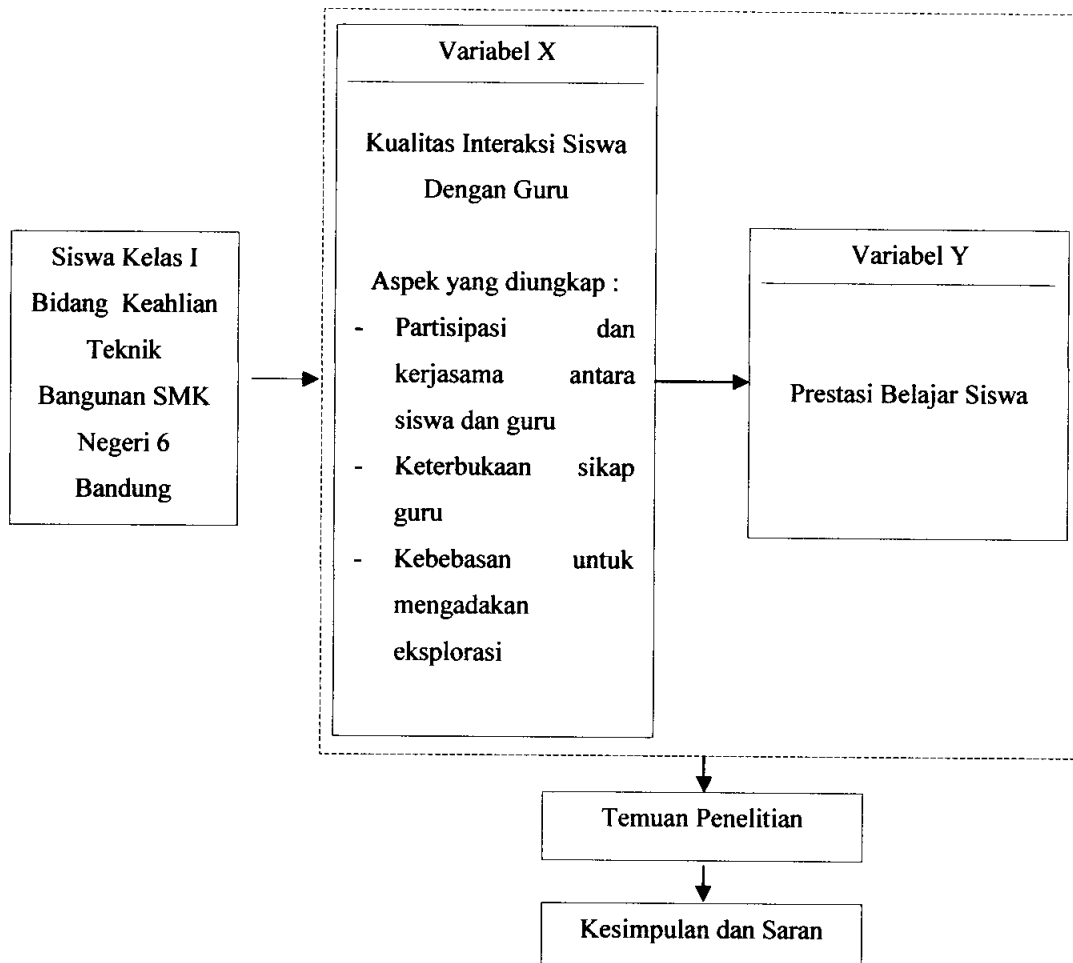 Siswa Kelas I
Bidang Keahlian
Teknik
Bangunan SMK
Negeri 6
Bandung
Variabel X
Kualitas Interaksi Siswa
Dengan Guru
Aspek yang diungkap :
- Partisipasi dan
kerjasama antara
siswa dan guru
- Keterbukaan sikap
guru
- Kebebasan untuk
mengadakan
eksplorasi
Variabel Y
Prestasi Belajar Siswa
Temuan Penelitian
Kesimpulan dan Saran